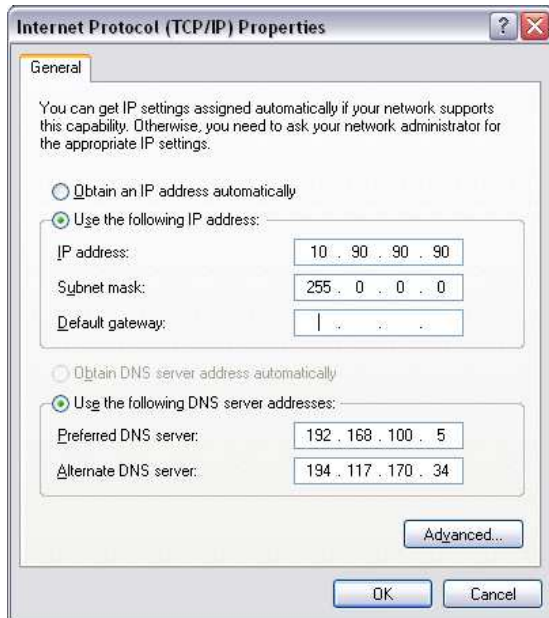 Internet Protocol (TCP/IP) Properties
General
You can get IP settings assigned automatically if your network supports
this capability. Otherwise, you need to ask your network administrator for
the appropriate IP settings.
Obtain an IP address automatically
Use the following IP address:
IP address: 10 . 90 . 90 . 90
Subnet mask: 255 . 0 . 0 . 0
Default gateway: . . .
Obtain DNS server address automatically
Use the following DNS server addresses:
Preferred DNS server: 192 . 168 . 100 . 5
Alternate DNS server: 194 . 117 . 170 . 34
Advanced...
OK Cancel